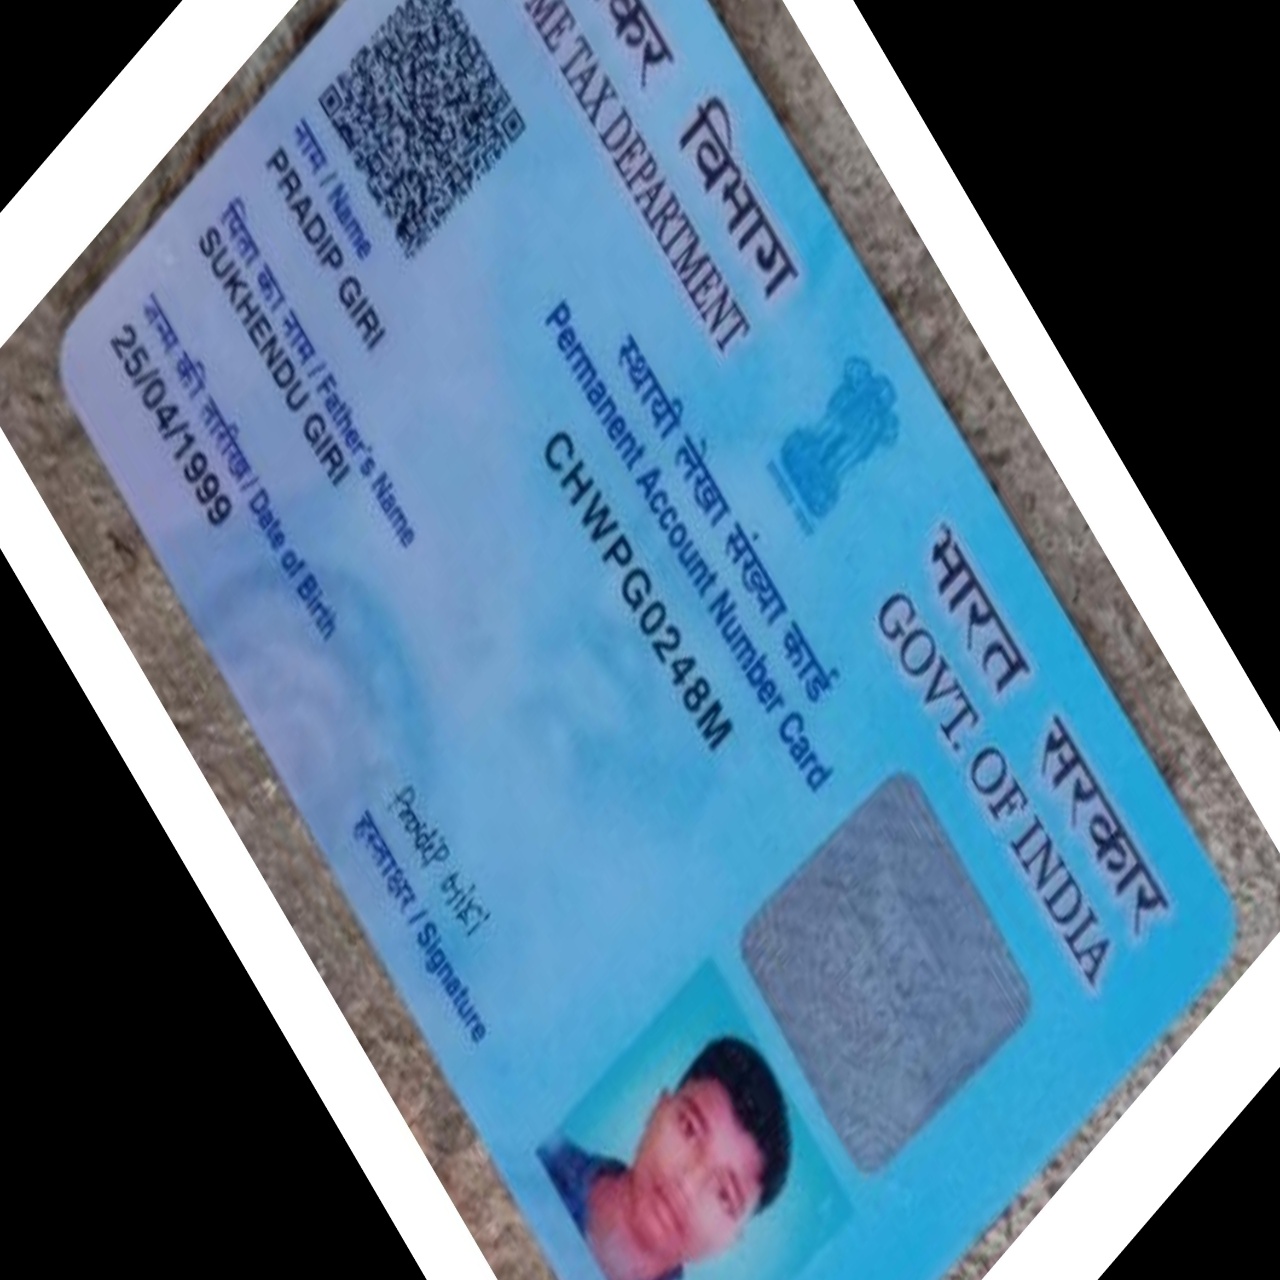 कर विभाग
ME TAX DEPARTMENT
भारत सरकार
GOVT. OF INDIA
स्थायी लेखा संख्या कार्ड
Permanent Account Number Card
CHWPG0248M
नाम / Name
PRADIP GIRI
पिता का नाम / Father's Name
SUKHENDU GIRI
जन्म की तारीख / Date of Birth
25/04/1999
PradiP Giri
हस्ताक्षर / Signature